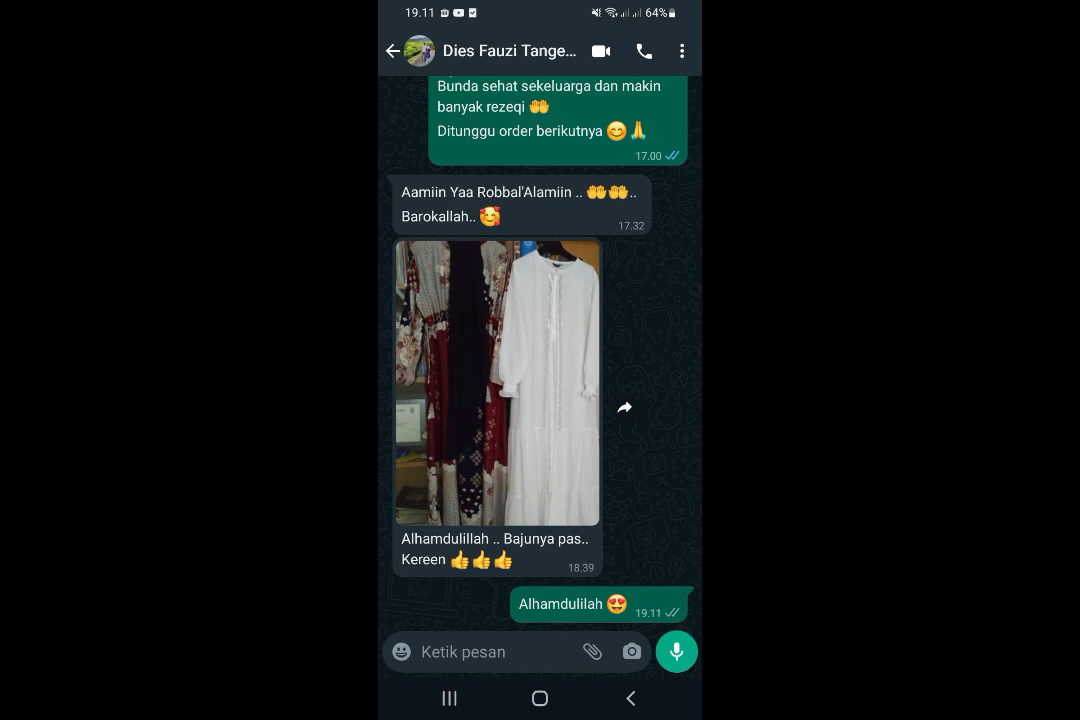 19.11
64%
Dies Fauzi Tange...
Bunda sehat sekeluarga dan makin
banyak rezeqi 🤲
Ditunggu order berikutnya 😊🙏
17.00
Aamiin Yaa Robbal'Alamiin .. 🤲🤲..
Barokallah.. 🥰
17.32
Alhamdulillah .. Bajunya pas..
Kereen 👍👍👍
18.39
Alhamdulilah 😍
19.11
Ketik pesan